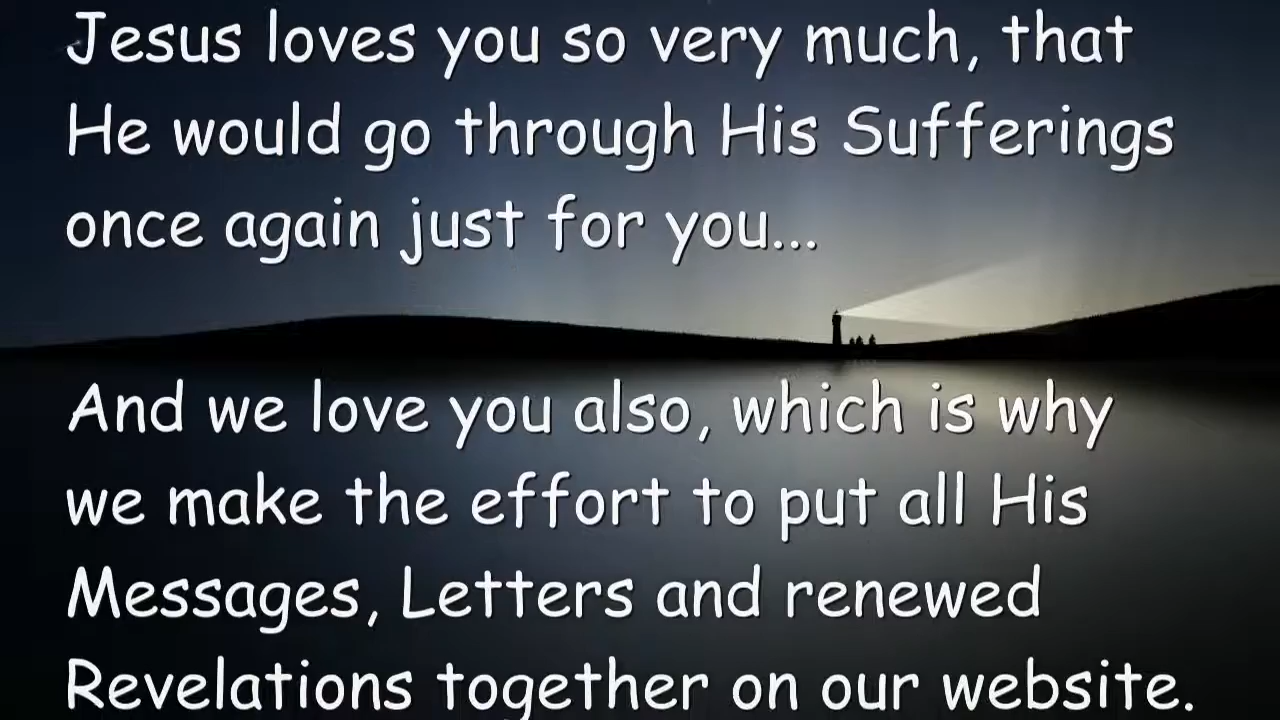 Jesus loves you so very much, that
He would go through His Sufferings
once again just for you...
And we love you also, which is why
we make the effort to put all His
Messages, Letters and renewed
Revelations together on our website.